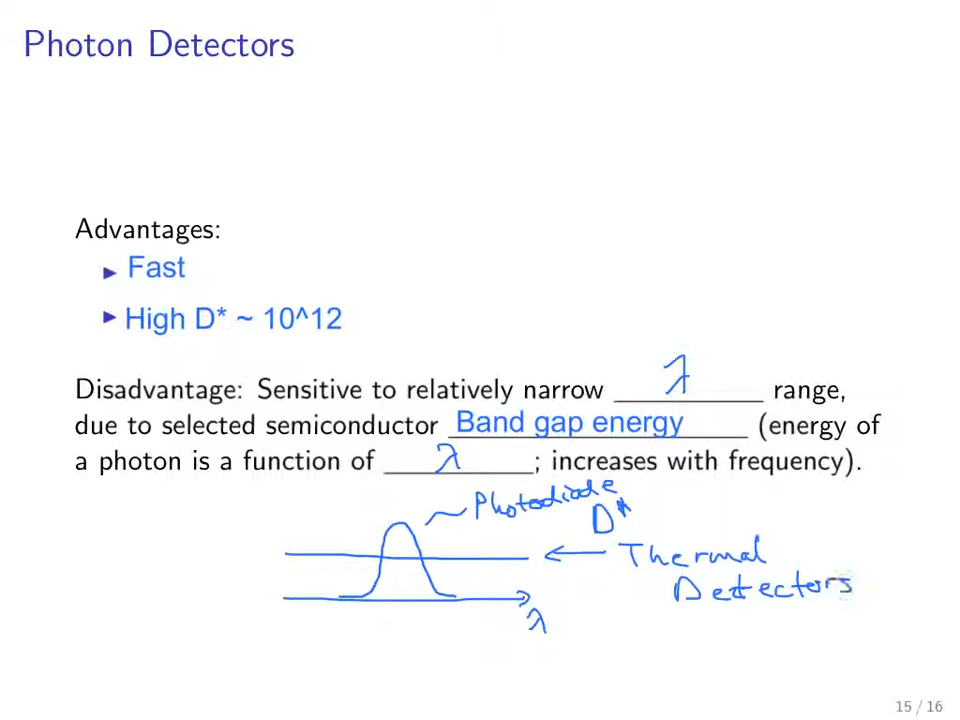 Photon Detectors
Advantages:
▶ Fast
▶ High D* ~ 10^12
Disadvantage: Sensitive to relatively narrow λ range,
due to selected semiconductor Band gap energy (energy of
a photon is a function of λ; increases with frequency).
Photodiode
D*
Thermal
Detectors
λ
15 / 16